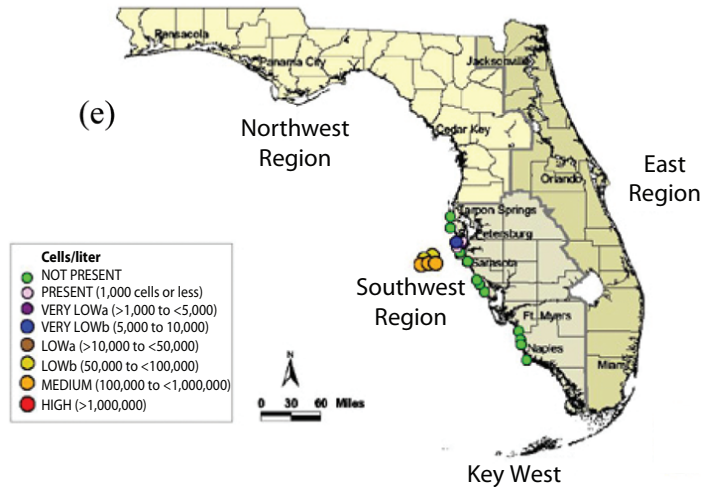 Pensacola
Panama City
Jacksonville
(e)
Cedar Key
Northwest
Region
East
Region
Orlando
Tarpon Springs
Petersburg
Sarasota
Southwest
Region
Cells/liter
NOT PRESENT
PRESENT (1,000 cells or less)
VERY LOWa (>1,000 to <5,000)
VERY LOWb (5,000 to 10,000)
LOWa (>10,000 to <50,000)
LOWb (50,000 to <100,000)
MEDIUM (100,000 to <1,000,000)
HIGH (>1,000,000)
Ft. Myers
Naples
Miami
N
0 30 60 Miles
Key West